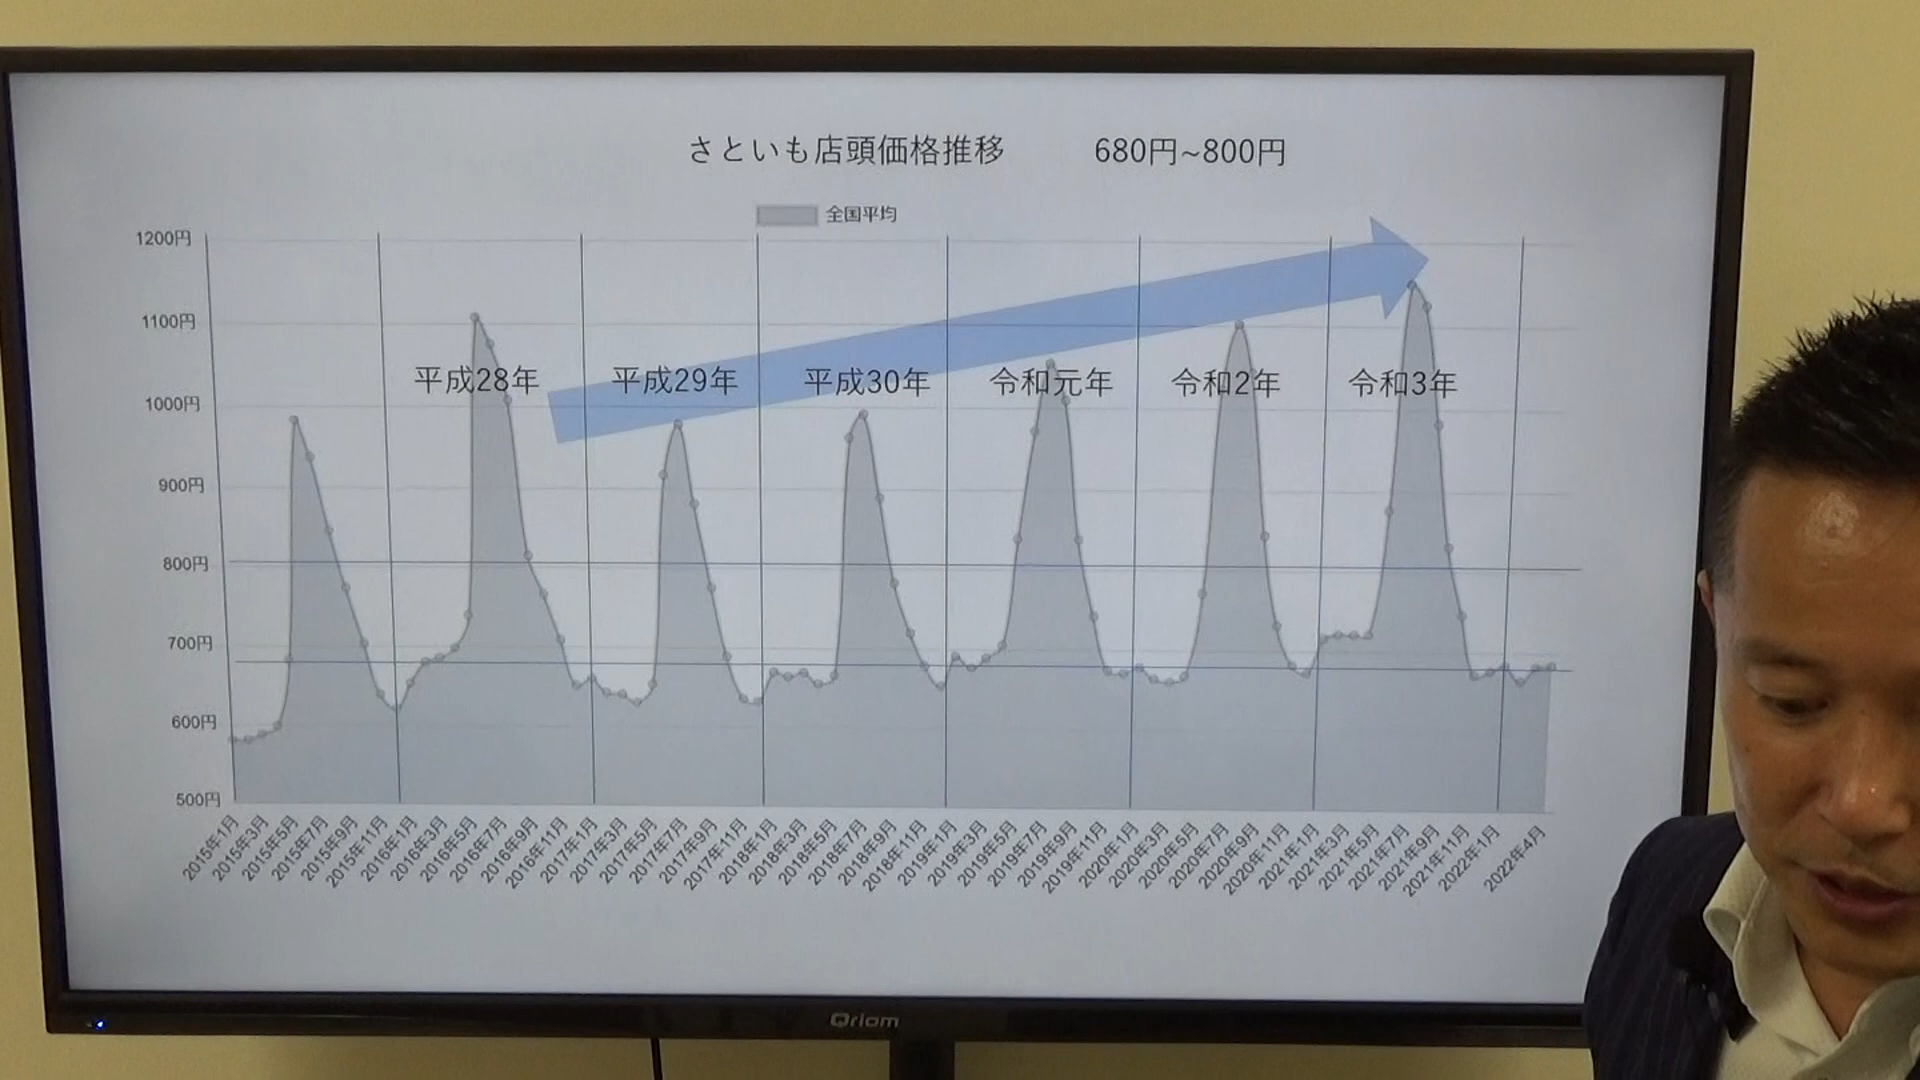 さといも店頭価格推移 680円~800円
全国平均
1200円
1100円
1000円
900円
800円
700円
600円
500円
平成28年 平成29年 平成30年 令和元年 令和2年 令和3年
2015年1月 2015年3月 2015年5月 2015年7月 2015年9月 2015年11月 2016年1月 2016年3月 2016年5月 2016年7月 2016年9月 2016年11月 2017年1月 2017年3月 2017年5月 2017年7月 2017年9月 2017年11月 2018年1月 2018年3月 2018年5月 2018年7月 2018年9月 2018年11月 2019年1月 2019年3月 2019年5月 2019年7月 2019年9月 2019年11月 2020年1月 2020年3月 2020年5月 2020年7月 2020年9月 2020年11月 2021年1月 2021年3月 2021年5月 2021年7月 2021年9月 2021年11月 2022年1月 2022年4月
Qriom